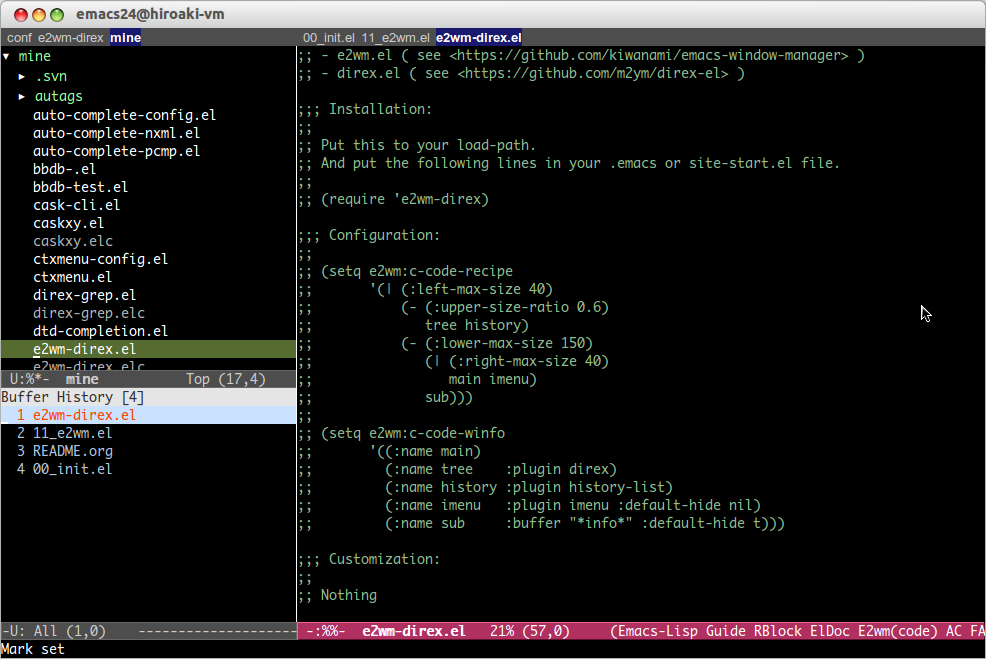 emacs24@hiroaki-vm
conf e2wm-direx mine
▾ mine
▸ .svn
▸ autags
auto-complete-config.el
auto-complete-nxml.el
auto-complete-pcmp.el
bbdb-.el
bbdb-test.el
cask-cli.el
caskxy.el
caskxy.elc
ctxmenu-config.el
ctxmenu.el
direx-grep.el
direx-grep.elc
dtd-completion.el
e2wm-direx.el
e2wm-direx.elc
U:%*-  mine           Top (17,4)
Buffer History [4]
1 e2wm-direx.el
2 11_e2wm.el
3 README.org
4 00_init.el
-U: All (1,0)    --------------------
00_init.el 11_e2wm.el e2wm-direx.el
;; - e2wm.el ( see <https://github.com/kiwanami/emacs-window-manager> )
;; - direx.el ( see <https://github.com/m2ym/direx-el> )
;;; Installation:
;;
;; Put this to your load-path.
;; And put the following lines in your .emacs or site-start.el file.
;;
;; (require 'e2wm-direx)
;;; Configuration:
;;
;; (setq e2wm:c-code-recipe
;;       '(| (:left-max-size 40)
;;           (- (:upper-size-ratio 0.6)
;;              tree history)
;;           (- (:lower-max-size 150)
;;              (| (:right-max-size 40)
;;                 main imenu)
;;              sub)))
;;
;; (setq e2wm:c-code-winfo
;;       '((:name main)
;;         (:name tree    :plugin direx)
;;         (:name history :plugin history-list)
;;         (:name imenu   :plugin imenu :default-hide nil)
;;         (:name sub     :buffer "*info*" :default-hide t)))
;;; Customization:
;;
;; Nothing
-:%%-  e2wm-direx.el   21% (57,0)     (Emacs-Lisp Guide RBlock ElDoc E2wm(code) AC FA
Mark set